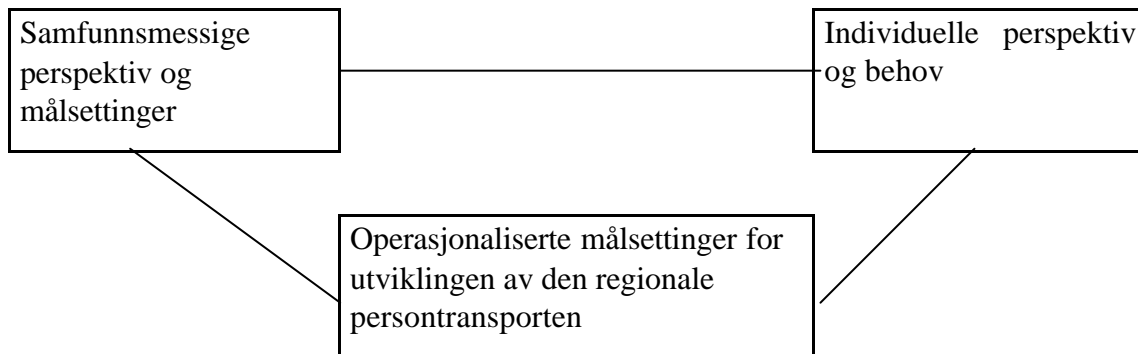 Samfunnsmessige
perspektiv og
målsettinger
Individuelle perspektiv
og behov
Operasjonaliserte målsettinger for
utviklingen av den regionale
persontransporten